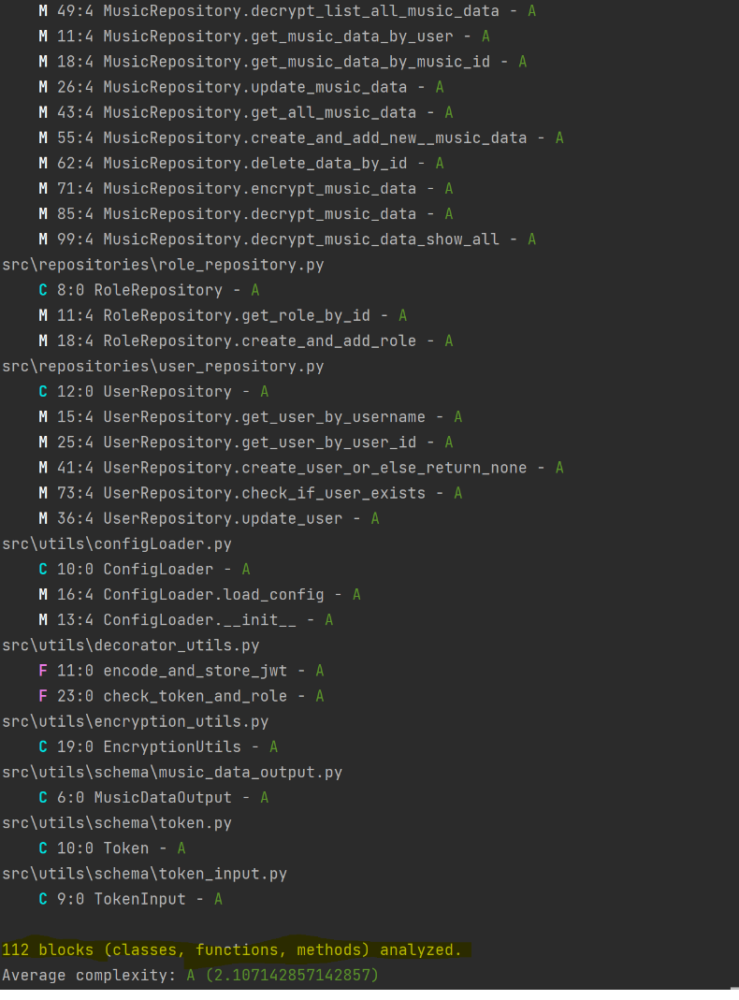 M 49:4 MusicRepository.decrypt_list_all_music_data - A
M 11:4 MusicRepository.get_music_data_by_user - A
M 18:4 MusicRepository.get_music_data_by_music_id - A
M 26:4 MusicRepository.update_music_data - A
M 43:4 MusicRepository.get_all_music_data - A
M 55:4 MusicRepository.create_and_add_new__music_data - A
M 62:4 MusicRepository.delete_data_by_id - A
M 71:4 MusicRepository.encrypt_music_data - A
M 85:4 MusicRepository.decrypt_music_data - A
M 99:4 MusicRepository.decrypt_music_data_show_all - A
src\repositories\role_repository.py
C 8:0 RoleRepository - A
M 11:4 RoleRepository.get_role_by_id - A
M 18:4 RoleRepository.create_and_add_role - A
src\repositories\user_repository.py
C 12:0 UserRepository - A
M 15:4 UserRepository.get_user_by_username - A
M 25:4 UserRepository.get_user_by_user_id - A
M 41:4 UserRepository.create_user_or_else_return_none - A
M 73:4 UserRepository.check_if_user_exists - A
M 36:4 UserRepository.update_user - A
src\utils\configLoader.py
C 10:0 ConfigLoader - A
M 16:4 ConfigLoader.load_config - A
M 13:4 ConfigLoader.__init__ - A
src\utils\decorator_utils.py
F 11:0 encode_and_store_jwt - A
F 23:0 check_token_and_role - A
src\utils\encryption_utils.py
C 19:0 EncryptionUtils - A
src\utils\schema\music_data_output.py
C 6:0 MusicDataOutput - A
src\utils\schema\token.py
C 10:0 Token - A
src\utils\schema\token_input.py
C 9:0 TokenInput - A
112 blocks (classes, functions, methods) analyzed.
Average complexity: A (2.107142857142857)